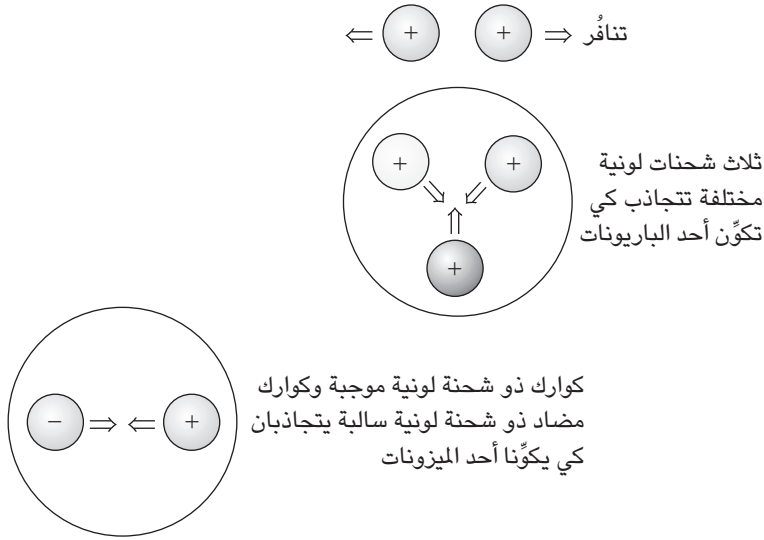 ⇐ + + ⇒ تنافُر
+ +
+
ثلاث شحنات لونية
مختلفة تتجاذب كي
تكوِّن أحد الباريونات
− ⇒ ⇐ +
كوارك ذو شحنة لونية موجبة وكوارك
مضاد ذو شحنة لونية سالبة يتجاذبان
كي يكوِّنا أحد الميزونات